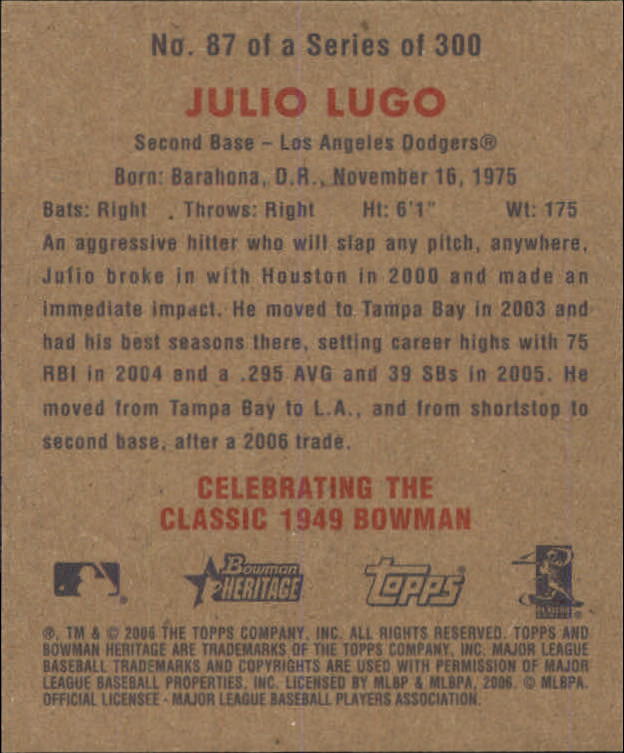 No. 87 of a Series of 300
JULIO LUGO
Second Base – Los Angeles Dodgers®
Born: Barahona, D.R., November 16, 1975
Bats: Right . Throws: Right Ht: 6'1" Wt: 175
An aggressive hitter who will slap any pitch, anywhere,
Julio broke in with Houston in 2000 and made an
immediate impact. He moved to Tampa Bay in 2003 and
had his best seasons there, setting career highs with 75
RBI in 2004 and a .295 AVG and 39 SBs in 2005. He
moved from Tampa Bay to L.A., and from shortstop to
second base, after a 2006 trade.
CELEBRATING THE
CLASSIC 1949 BOWMAN
Bowman
HERITAGE
Topps®
®, TM & © 2006 THE TOPPS COMPANY, INC. ALL RIGHTS RESERVED. TOPPS AND
BOWMAN HERITAGE ARE TRADEMARKS OF THE TOPPS COMPANY, INC. MAJOR LEAGUE
BASEBALL TRADEMARKS AND COPYRIGHTS ARE USED WITH PERMISSION OF MAJOR
LEAGUE BASEBALL PROPERTIES, INC. LICENSED BY MLBP & MLBPA, 2006. © MLBPA.
OFFICIAL LICENSEE - MAJOR LEAGUE BASEBALL PLAYERS ASSOCIATION.